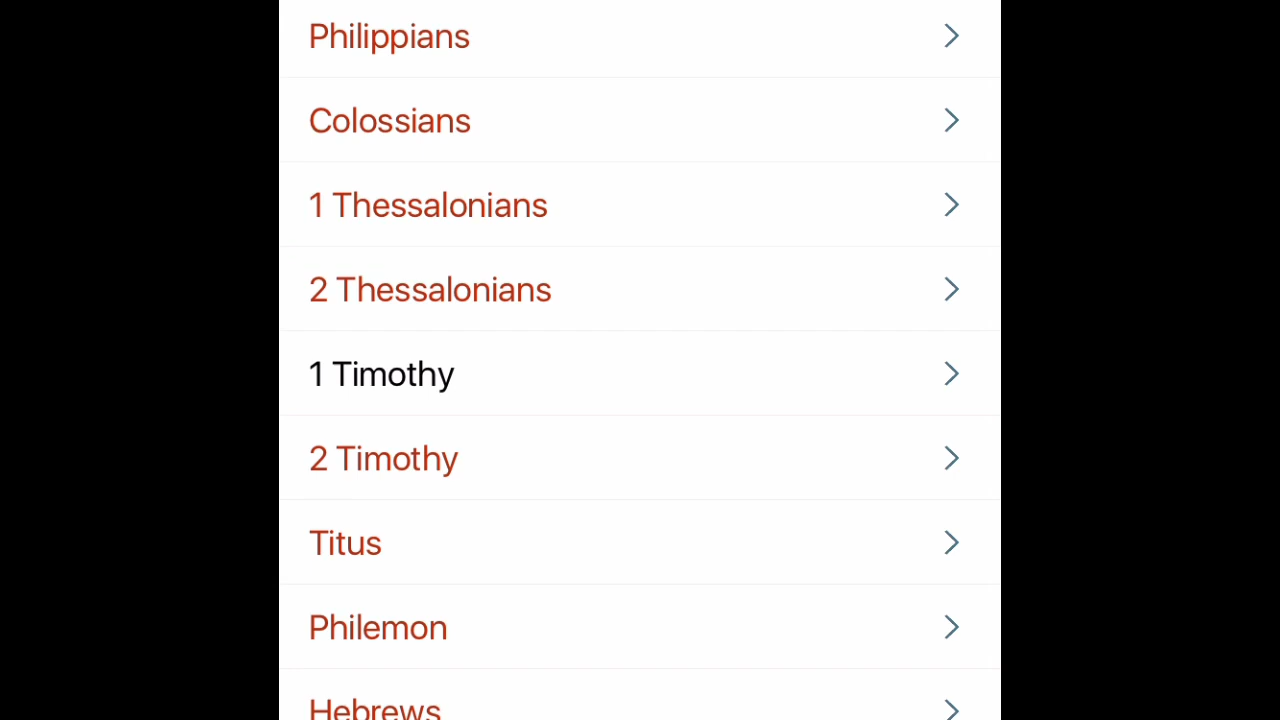 Philippians
Colossians
1 Thessalonians
2 Thessalonians
1 Timothy
2 Timothy
Titus
Philemon
Hebrews